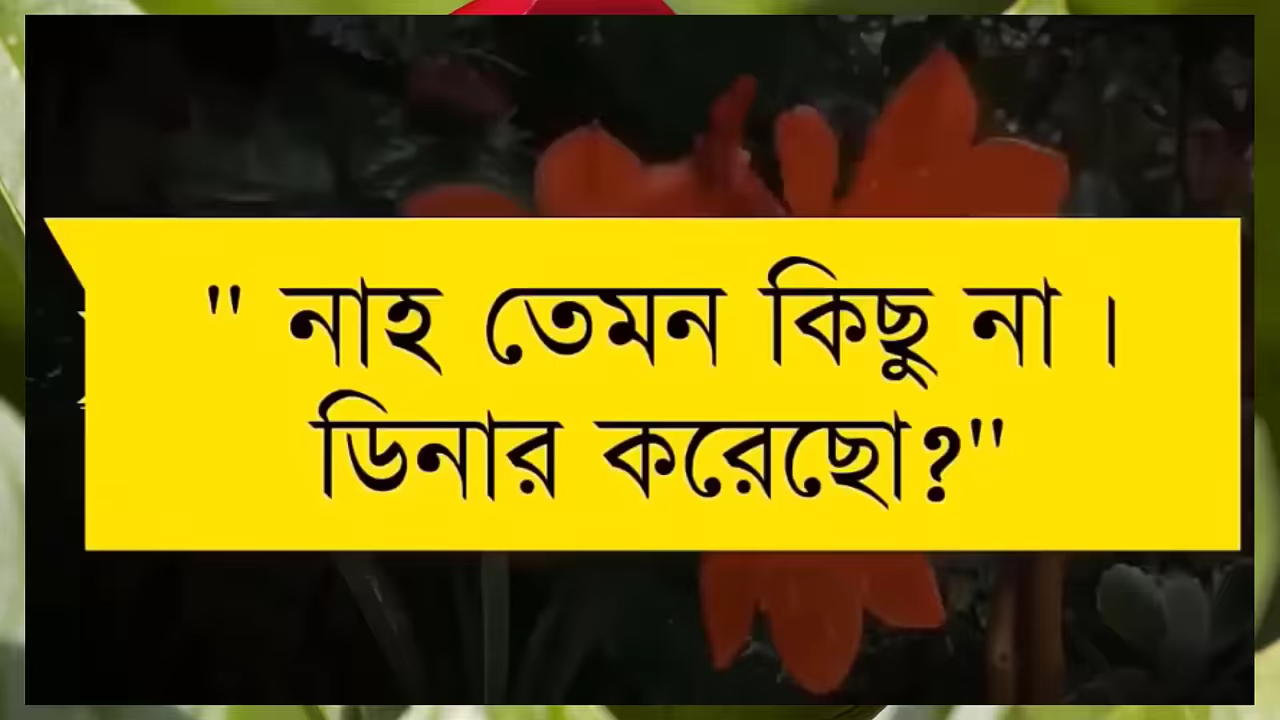 " নাহ তেমন কিছু না ।
ডিনার করেছো?"